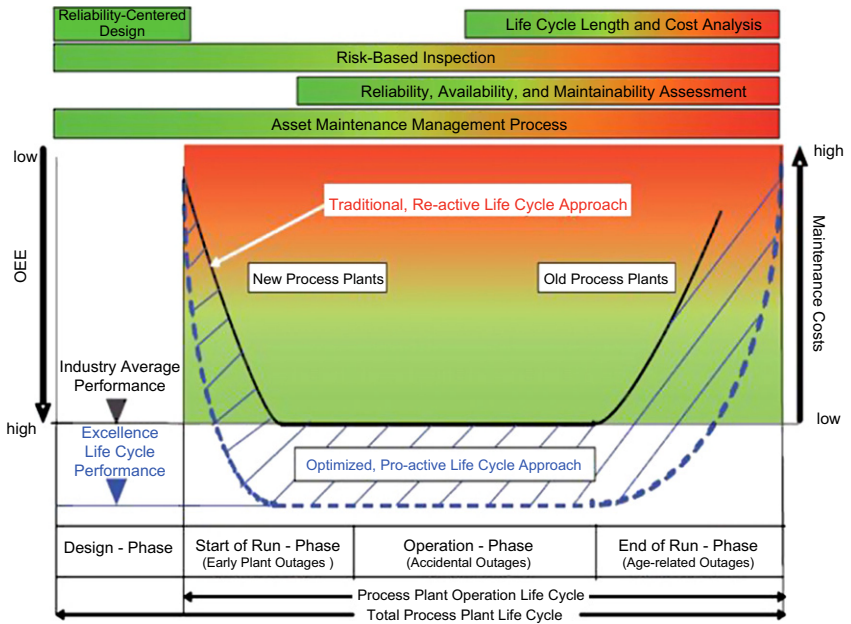 Reliability-Centered
Design
Life Cycle Length and Cost Analysis
Risk-Based Inspection
Reliability, Availability, and Maintainability Assessment
Asset Maintenance Management Process
low
high
Traditional, Re-active Life Cycle Approach
OEE
New Process Plants
Old Process Plants
Maintenance Costs
Industry Average
Performance
high
low
Excellence
Life Cycle
Performance
Optimized, Pro-active Life Cycle Approach
Design - Phase
Start of Run - Phase
(Early Plant Outages )
Operation - Phase
(Accidental Outages)
End of Run - Phase
(Age-related Outages)
Process Plant Operation Life Cycle
Total Process Plant Life Cycle